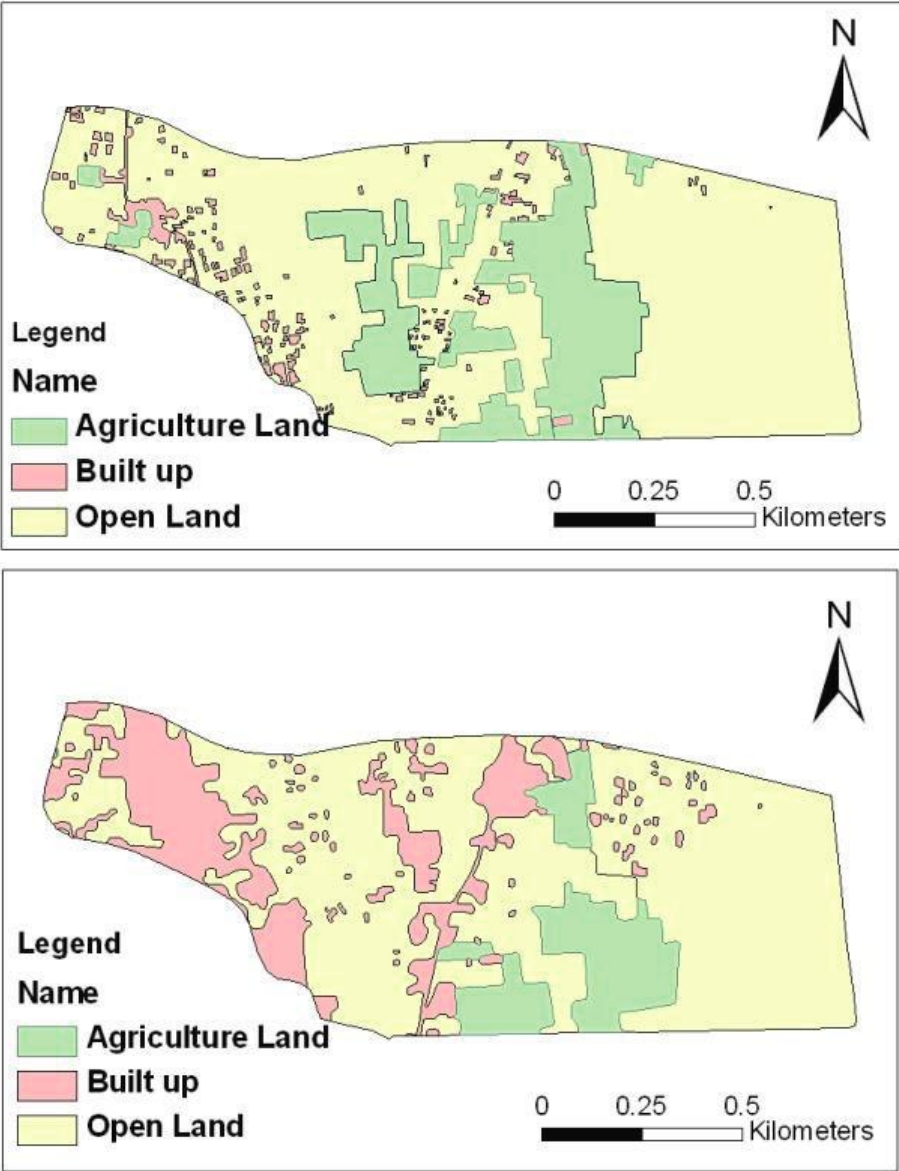 N
Legend
Name
Agriculture Land
Built up
Open Land
0 0.25 0.5
Kilometers
N
Legend
Name
Agriculture Land
Built up
Open Land
0 0.25 0.5
Kilometers